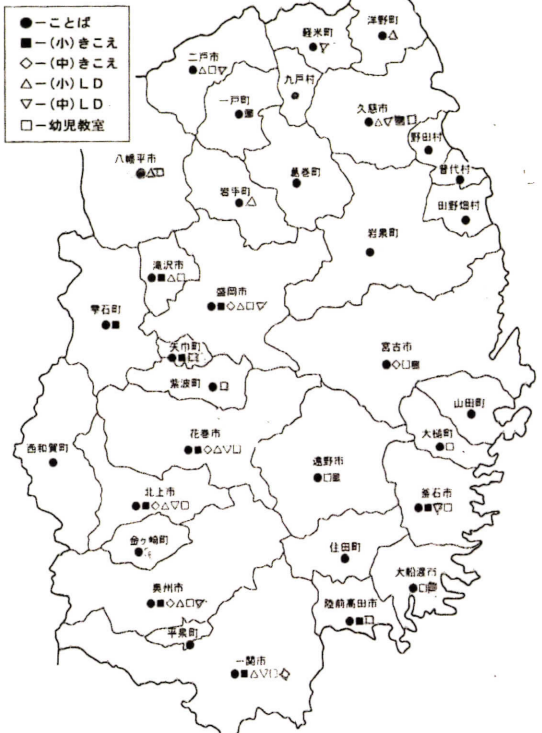 ●－ことば
■－(小)きこえ
◇－(中)きこえ
△－(小)LD
▽－(中)LD
□－幼児教室
洋野町
●△
軽米町
●▽
二戸市
●△□▽
九戸村
●
一戸町
久慈市
野田村
●
普代村
●
八幡平市
葛巻町
●
岩手町
●△
田野畑村
●
岩泉町
●
滝沢市
●■△□
盛岡市
●■◇△□▽
雫石町
●■
矢巾町
●■□
宮古市
紫波町
●□
山田町
●
花巻市
●■◇△▽□
大槌町
●□
西和賀町
●
遠野市
釜石市
●■▽□
北上市
●■◇△▽□
金ヶ崎町
●
住田町
●
大船渡市
奥州市
●■◇△□▽
陸前高田市
●■□
平泉町
●
一関市
●■△▽□◇